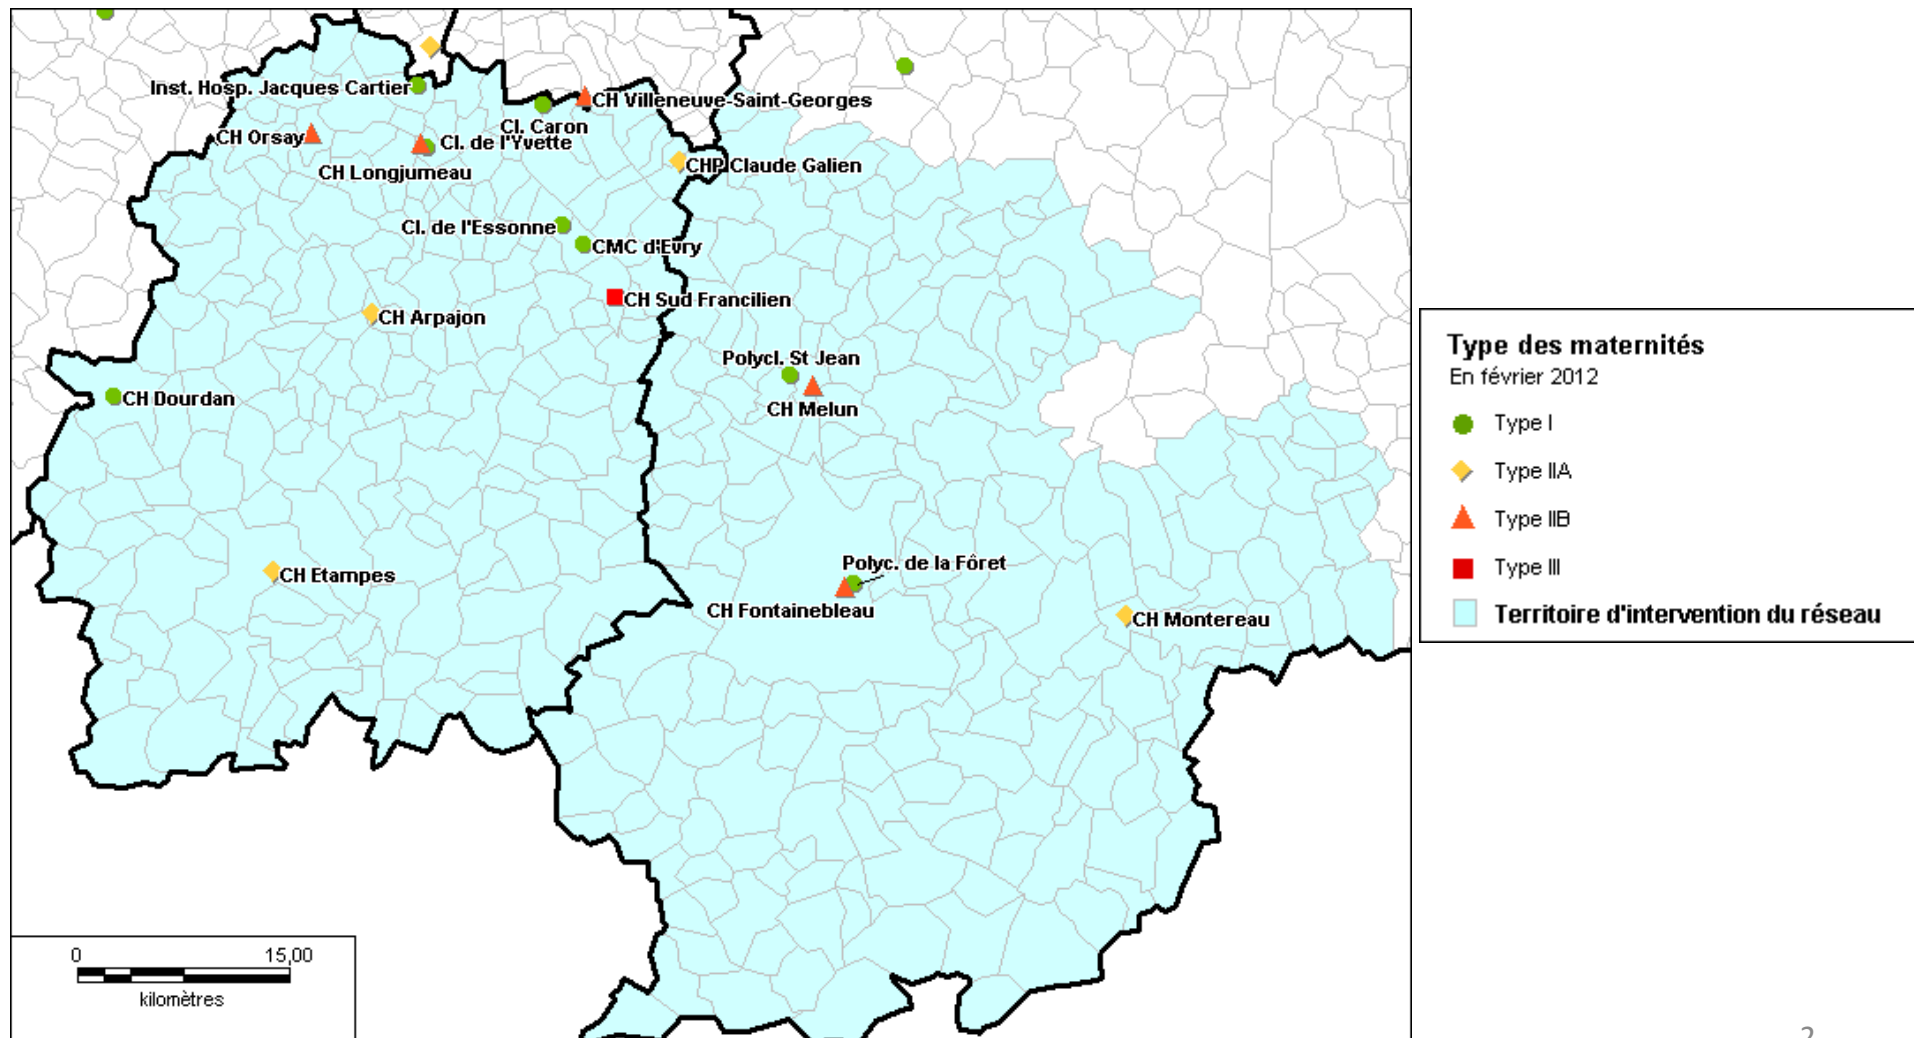 Inst. Hosp. Jacques Cartier
CH Villeneuve-Saint-Georges
Cl. Caron
CH Orsay
Cl. de l'Yvette
CH Longjumeau
CHP Claude Galien
Cl. de l'Essonne
CMC d'Evry
CH Sud Francilien
CH Arpajon
Polycl. St Jean
CH Dourdan
CH Melun
Polyc. de la Fôret
CH Etampes
CH Fontainebleau
CH Montereau
0 15,00
kilomètres
Type des maternités
En février 2012
Type I
Type IIA
Type IIB
Type III
Territoire d'intervention du réseau
2